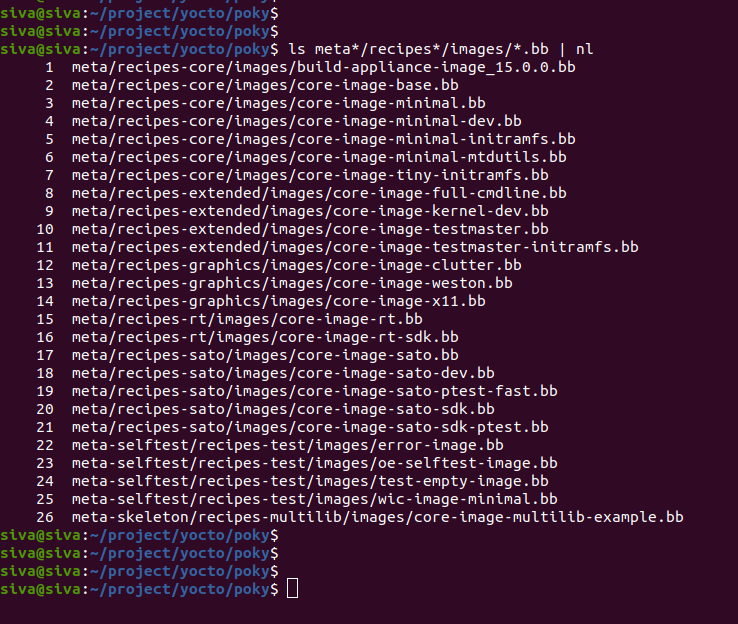 siva@siva:~/project/yocto/poky$
siva@siva:~/project/yocto/poky$
siva@siva:~/project/yocto/poky$ ls meta*/recipes*/images/*.bb | nl
     1  meta/recipes-core/images/build-appliance-image_15.0.0.bb
     2  meta/recipes-core/images/core-image-base.bb
     3  meta/recipes-core/images/core-image-minimal.bb
     4  meta/recipes-core/images/core-image-minimal-dev.bb
     5  meta/recipes-core/images/core-image-minimal-initramfs.bb
     6  meta/recipes-core/images/core-image-minimal-mtdutils.bb
     7  meta/recipes-core/images/core-image-tiny-initramfs.bb
     8  meta/recipes-extended/images/core-image-full-cmdline.bb
     9  meta/recipes-extended/images/core-image-kernel-dev.bb
    10  meta/recipes-extended/images/core-image-testmaster.bb
    11  meta/recipes-extended/images/core-image-testmaster-initramfs.bb
    12  meta/recipes-graphics/images/core-image-clutter.bb
    13  meta/recipes-graphics/images/core-image-weston.bb
    14  meta/recipes-graphics/images/core-image-x11.bb
    15  meta/recipes-rt/images/core-image-rt.bb
    16  meta/recipes-rt/images/core-image-rt-sdk.bb
    17  meta/recipes-sato/images/core-image-sato.bb
    18  meta/recipes-sato/images/core-image-sato-dev.bb
    19  meta/recipes-sato/images/core-image-sato-ptest-fast.bb
    20  meta/recipes-sato/images/core-image-sato-sdk.bb
    21  meta/recipes-sato/images/core-image-sato-sdk-ptest.bb
    22  meta-selftest/recipes-test/images/error-image.bb
    23  meta-selftest/recipes-test/images/oe-selftest-image.bb
    24  meta-selftest/recipes-test/images/test-empty-image.bb
    25  meta-selftest/recipes-test/images/wic-image-minimal.bb
    26  meta-skeleton/recipes-multilib/images/core-image-multilib-example.bb
siva@siva:~/project/yocto/poky$
siva@siva:~/project/yocto/poky$
siva@siva:~/project/yocto/poky$
siva@siva:~/project/yocto/poky$